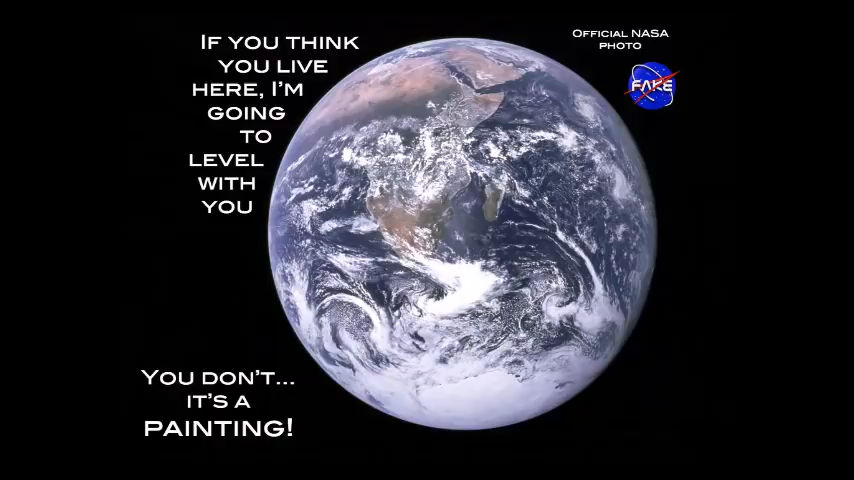 If you think
you live
here, I'm
going
to
level
with
you
Official NASA
photo
FAKE
You don't...
it's a
painting!